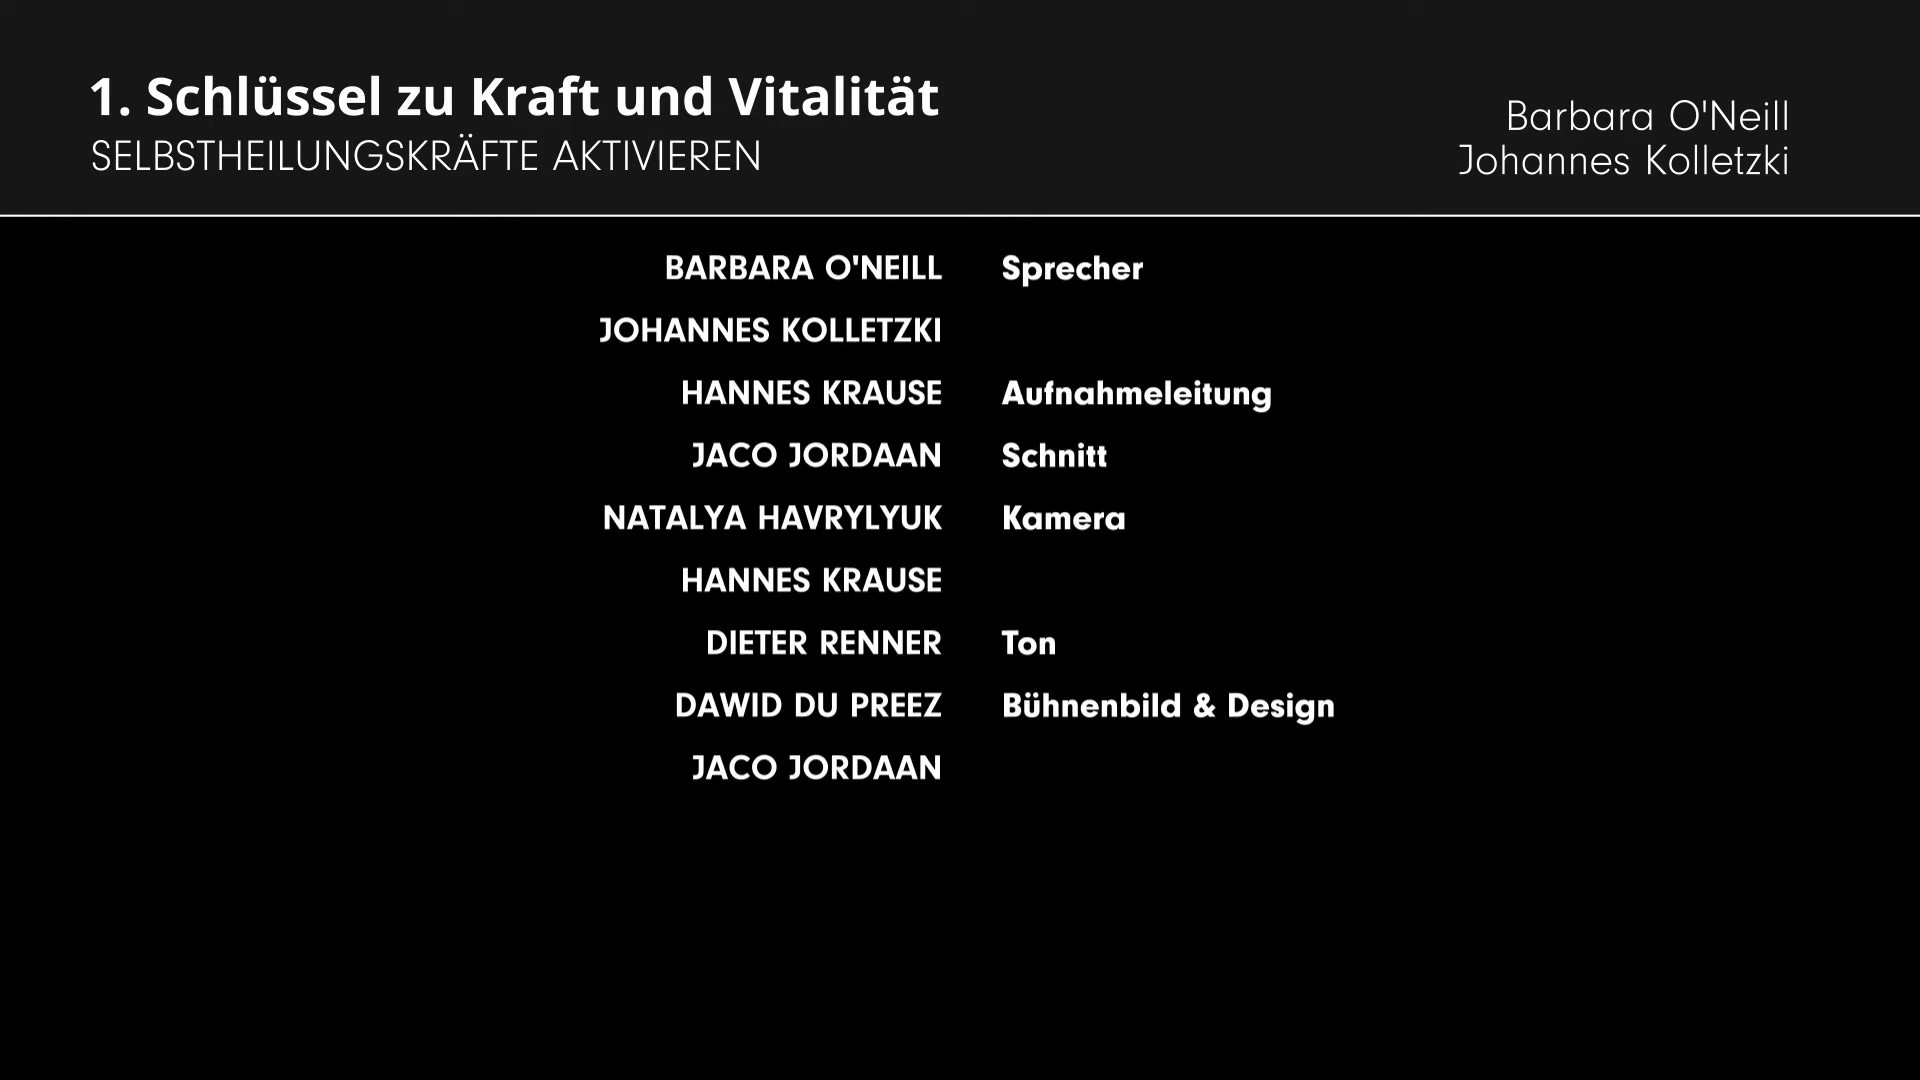 1. Schlüssel zu Kraft und Vitalität
SELBSTHEILUNGSKRÄFTE AKTIVIEREN
Barbara O'Neill
Johannes Kolletzki
BARBARA O'NEILL Sprecher
JOHANNES KOLLETZKI
HANNES KRAUSE Aufnahmeleitung
JACO JORDAAN Schnitt
NATALYA HAVRYLYUK Kamera
HANNES KRAUSE
DIETER RENNER Ton
DAWID DU PREEZ Bühnenbild & Design
JACO JORDAAN